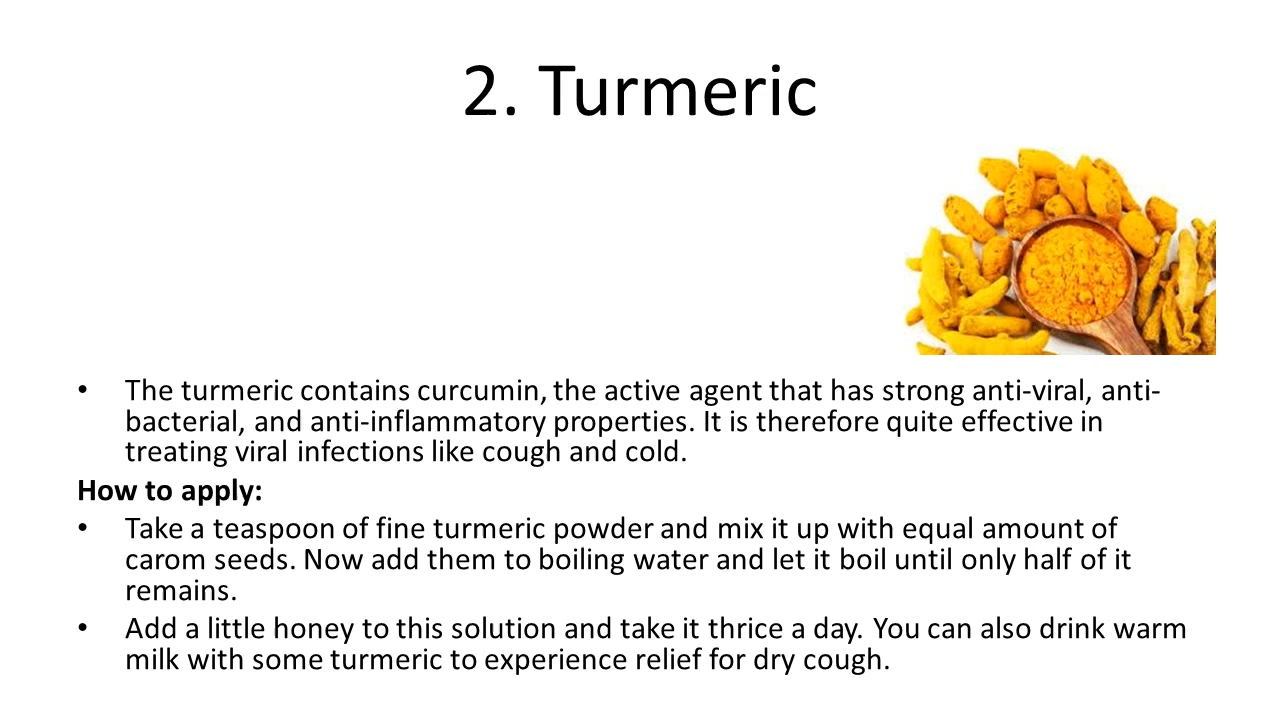 2. Turmeric
• The turmeric contains curcumin, the active agent that has strong anti-viral, anti-
bacterial, and anti-inflammatory properties. It is therefore quite effective in
treating viral infections like cough and cold.
How to apply:
• Take a teaspoon of fine turmeric powder and mix it up with equal amount of
carom seeds. Now add them to boiling water and let it boil until only half of it
remains.
• Add a little honey to this solution and take it thrice a day. You can also drink warm
milk with some turmeric to experience relief for dry cough.